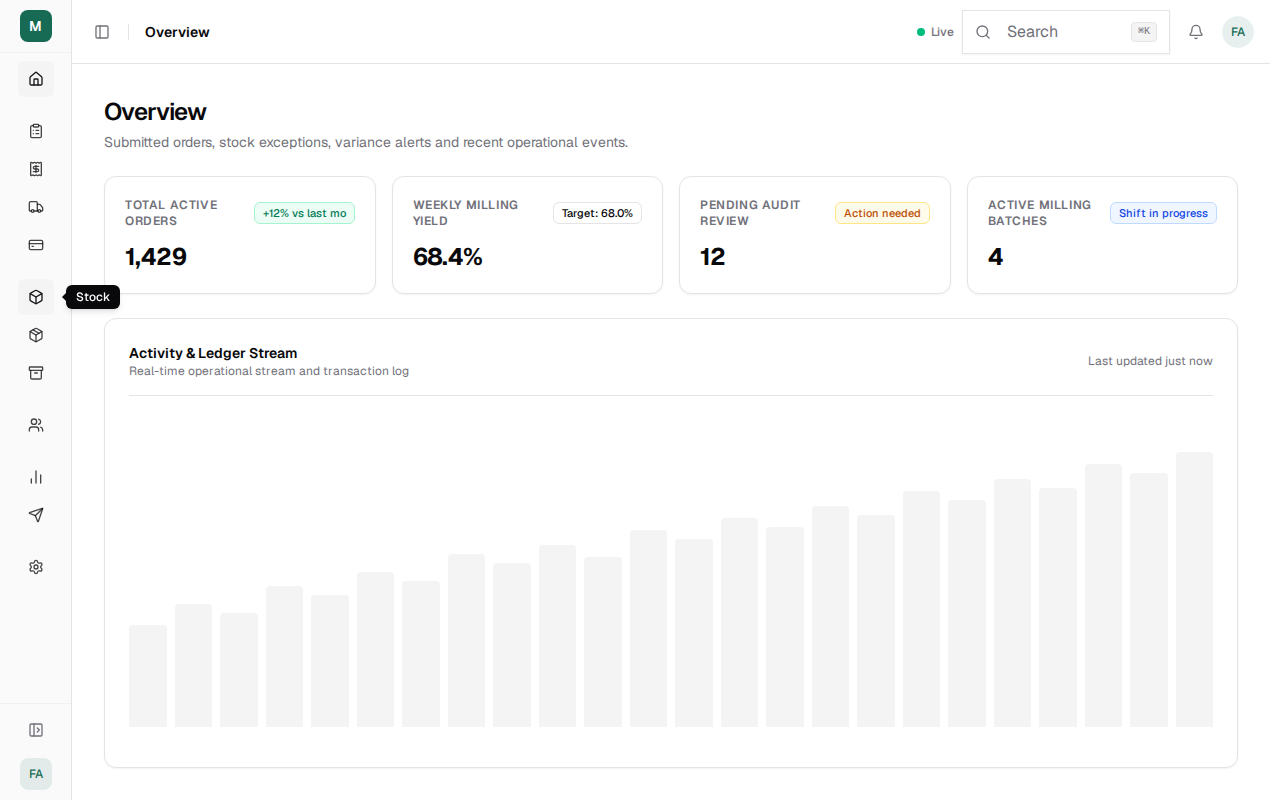 M
Overview
Live
Search
⌘K
FA
Overview
Submitted orders, stock exceptions, variance alerts and recent operational events.
TOTAL ACTIVE ORDERS
+12% vs last mo
1,429
WEEKLY MILLING YIELD
Target: 68.0%
68.4%
PENDING AUDIT REVIEW
Action needed
12
ACTIVE MILLING BATCHES
Shift in progress
4
Stock
Activity & Ledger Stream
Real-time operational stream and transaction log
Last updated just now
FA